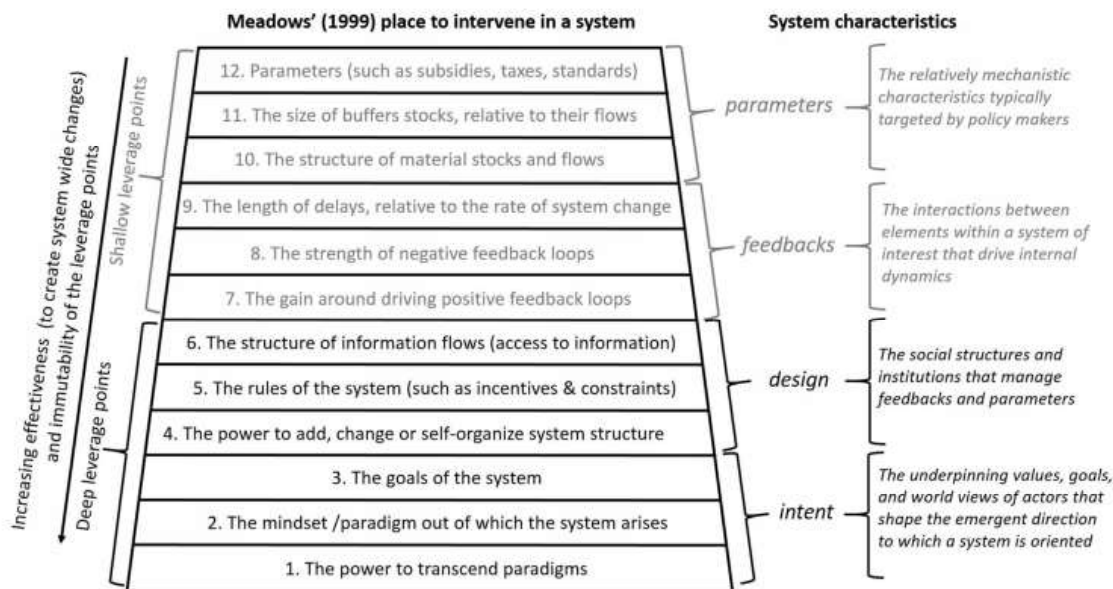 Meadows' (1999) place to intervene in a system
System characteristics
Increasing effectiveness (to create system wide changes)
and immutability of the leverage points
Shallow leverage points
Deep leverage points
12. Parameters (such as subsidies, taxes, standards)
11. The size of buffers stocks, relative to their flows
10. The structure of material stocks and flows
9. The length of delays, relative to the rate of system change
8. The strength of negative feedback loops
7. The gain around driving positive feedback loops
6. The structure of information flows (access to information)
5. The rules of the system (such as incentives & constraints)
4. The power to add, change or self-organize system structure
3. The goals of the system
2. The mindset /paradigm out of which the system arises
1. The power to transcend paradigms
parameters
The relatively mechanistic
characteristics typically
targeted by policy makers
feedbacks
The interactions between
elements within a system of
interest that drive internal
dynamics
design
The social structures and
institutions that manage
feedbacks and parameters
intent
The underpinning values, goals,
and world views of actors that
shape the emergent direction
to which a system is oriented